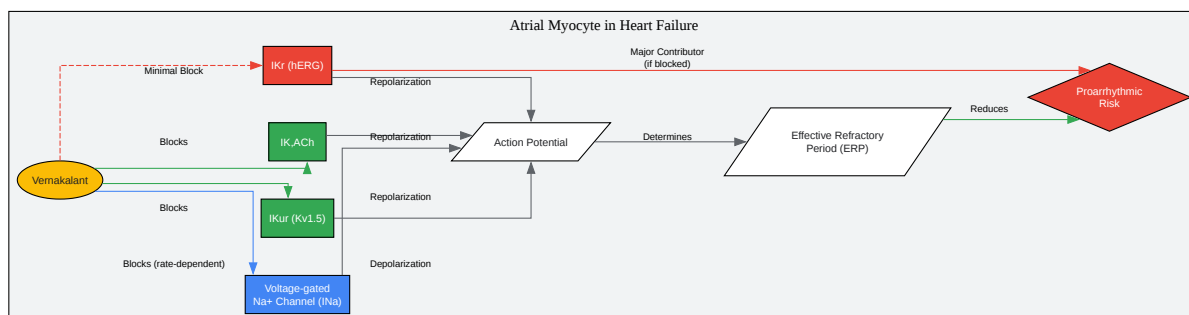 Atrial Myocyte in Heart Failure
Major Contributor
(if blocked)
IKr (hERG)
Minimal Block
Repolarization
Proarrhythmic
Risk
Reduces
Blocks
IK,ACh
Repolarization
Action Potential
Determines
Effective Refractory
Period (ERP)
Vernakalant
Repolarization
Blocks
IKur (Kv1.5)
Blocks (rate-dependent)
Depolarization
Voltage-gated
Na+ Channel (INa)